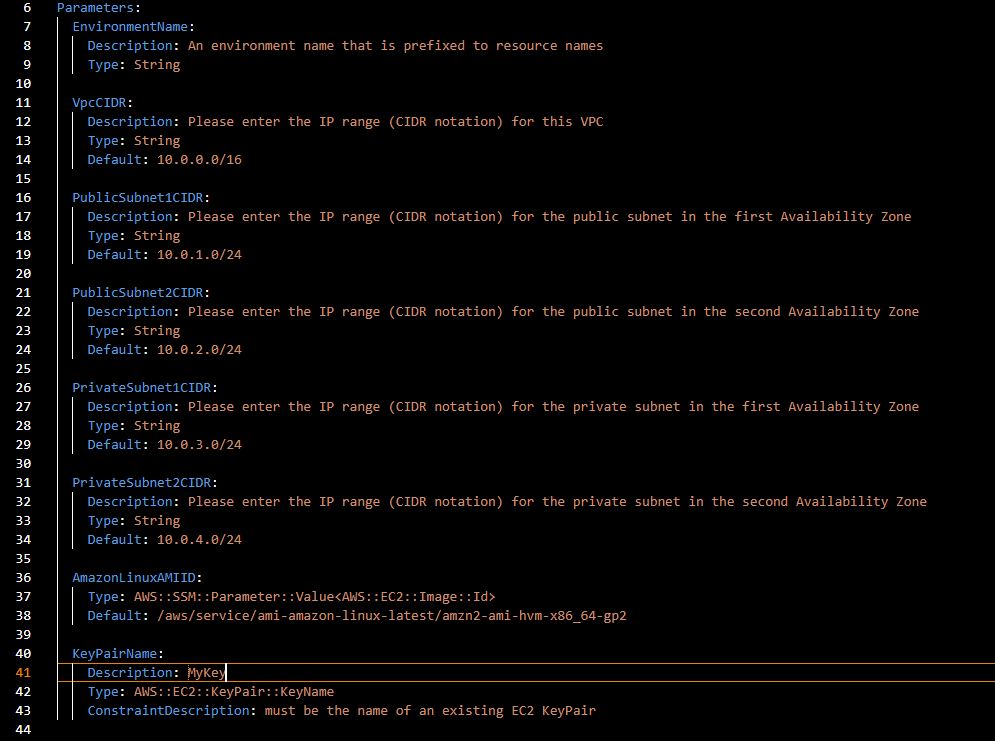 6 Parameters:
7 EnvironmentName:
8 Description: An environment name that is prefixed to resource names
9 Type: String
10
11 VpcCIDR:
12 Description: Please enter the IP range (CIDR notation) for this VPC
13 Type: String
14 Default: 10.0.0.0/16
15
16 PublicSubnet1CIDR:
17 Description: Please enter the IP range (CIDR notation) for the public subnet in the first Availability Zone
18 Type: String
19 Default: 10.0.1.0/24
20
21 PublicSubnet2CIDR:
22 Description: Please enter the IP range (CIDR notation) for the public subnet in the second Availability Zone
23 Type: String
24 Default: 10.0.2.0/24
25
26 PrivateSubnet1CIDR:
27 Description: Please enter the IP range (CIDR notation) for the private subnet in the first Availability Zone
28 Type: String
29 Default: 10.0.3.0/24
30
31 PrivateSubnet2CIDR:
32 Description: Please enter the IP range (CIDR notation) for the private subnet in the second Availability Zone
33 Type: String
34 Default: 10.0.4.0/24
35
36 AmazonLinuxAMIID:
37 Type: AWS::SSM::Parameter::Value<AWS::EC2::Image::Id>
38 Default: /aws/service/ami-amazon-linux-latest/amzn2-ami-hvm-x86_64-gp2
39
40 KeyPairName:
41 Description: MyKey
42 Type: AWS::EC2::KeyPair::KeyName
43 ConstraintDescription: must be the name of an existing EC2 KeyPair
44